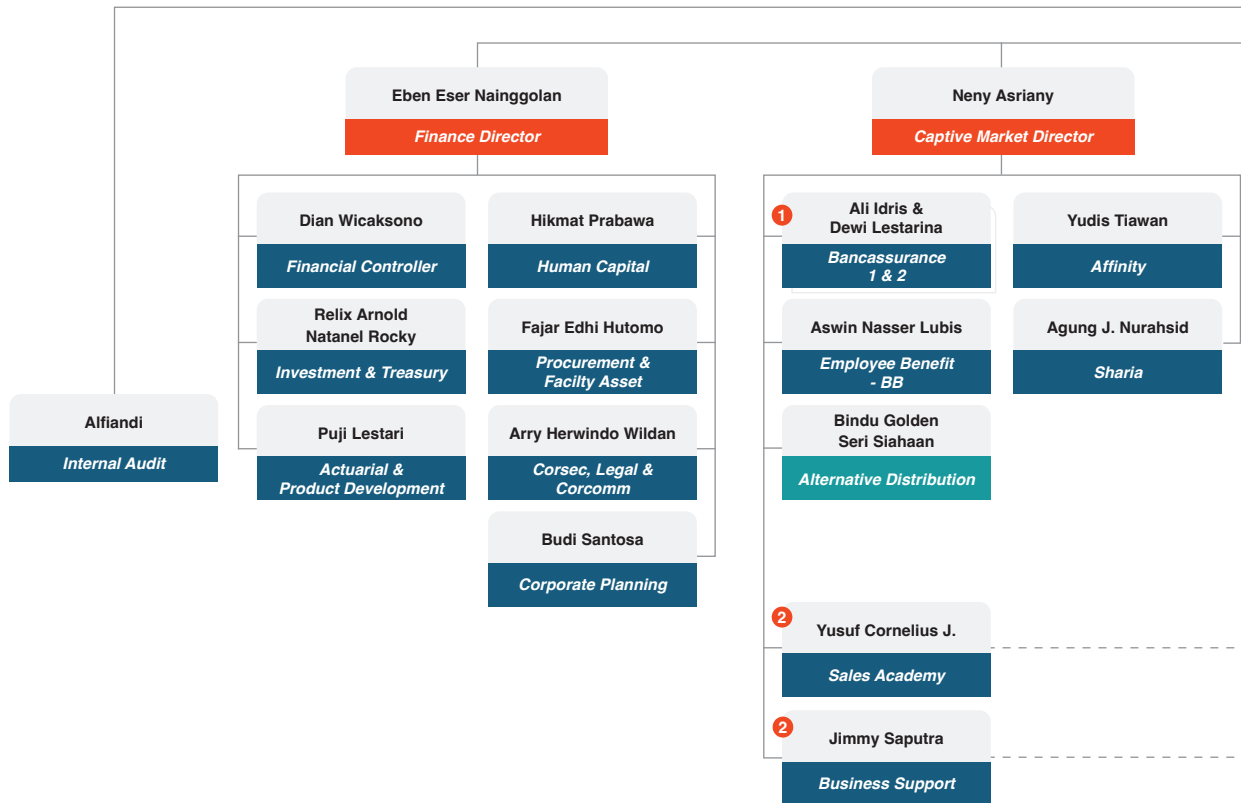 Eben Eser Nainggolan
Finance Director
Neny Asriany
Captive Market Director
Dian Wicaksono
Financial Controller
Hikmat Prabawa
Human Capital
1
Ali Idris &
Dewi Lestarina
Bancassurance
1 & 2
Yudis Tiawan
Affinity
Relix Arnold
Natanel Rocky
Investment & Treasury
Fajar Edhi Hutomo
Procurement &
Facilty Asset
Aswin Nasser Lubis
Employee Benefit
- BB
Agung J. Nurahsid
Sharia
Alfiandi
Internal Audit
Puji Lestari
Actuarial &
Product Development
Arry Herwindo Wildan
Corsec, Legal &
Corcomm
Bindu Golden
Seri Siahaan
Alternative Distribution
Budi Santosa
Corporate Planning
2
Yusuf Cornelius J.
Sales Academy
2
Jimmy Saputra
Business Support